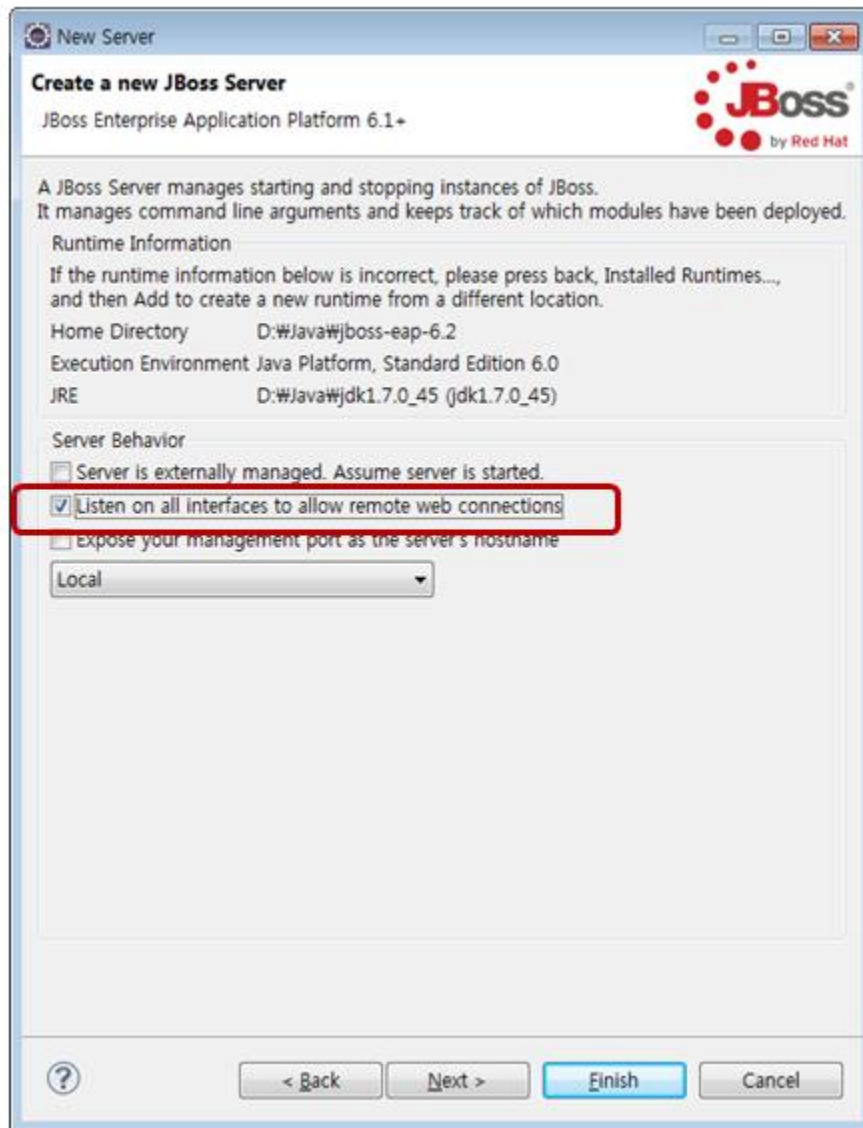 New Server
Create a new JBoss Server
JBoss Enterprise Application Platform 6.1+
JBoss®
by Red Hat
A JBoss Server manages starting and stopping instances of JBoss.
It manages command line arguments and keeps track of which modules have been deployed.
Runtime Information
If the runtime information below is incorrect, please press back, Installed Runtimes...,
and then Add to create a new runtime from a different location.
Home Directory D:₩Java₩jboss-eap-6.2
Execution Environment Java Platform, Standard Edition 6.0
JRE D:₩Java₩jdk1.7.0_45 (jdk1.7.0_45)
Server Behavior
Server is externally managed. Assume server is started.
Listen on all interfaces to allow remote web connections
Expose your management port as the server's hostname
Local
?
< Back Next > Finish Cancel